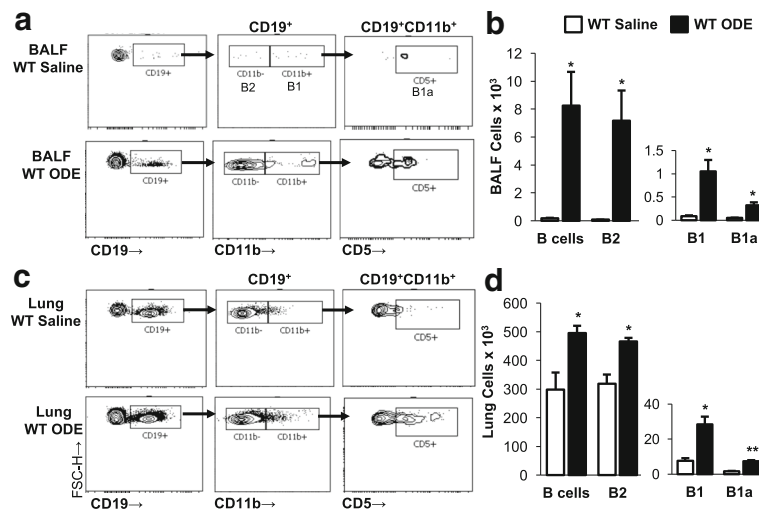 a
CD19⁺
CD19⁺CD11b⁺
BALF
WT Saline
CD19+
CD11b-
CD11b+
B2
B1
CD5+
B1a
BALF
WT ODE
CD19+
CD11b-
CD11b+
CD5+
CD19→
CD11b→
CD5→
b
WT Saline
WT ODE
BALF Cells x 10³
12
10
8
6
4
2
0
*
*
B cells
B2
1.5
1
0.5
0
*
*
B1
B1a
c
CD19⁺
CD19⁺CD11b⁺
Lung
WT Saline
CD19+
CD11b-
CD11b+
CD5+
Lung
WT ODE
CD19+
CD11b-
CD11b+
CD5+
FSC-H→
CD19→
CD11b→
CD5→
d
Lung Cells x 10³
600
500
400
300
200
100
0
*
*
B cells
B2
40
20
0
*
**
B1
B1a